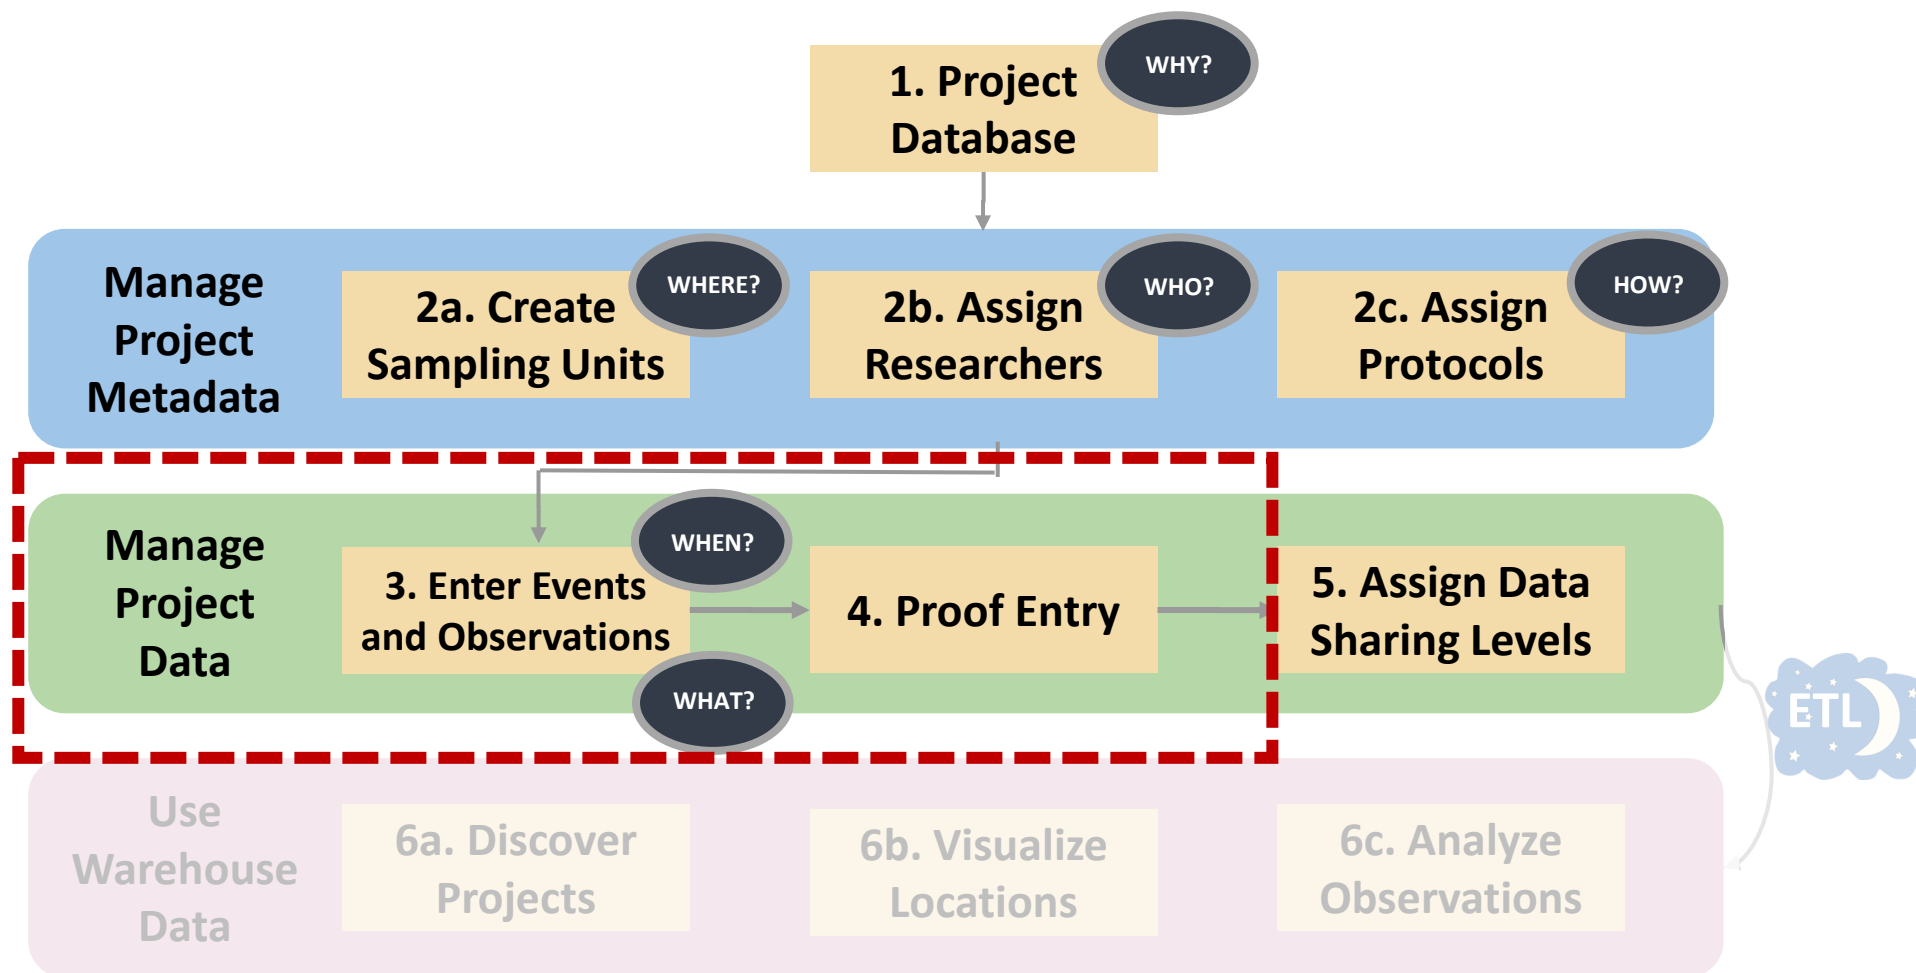 1. Project
Database
WHY?
Manage
Project
Metadata
2a. Create
Sampling Units
WHERE?
2b. Assign
Researchers
WHO?
2c. Assign
Protocols
HOW?
Manage
Project
Data
3. Enter Events
and Observations
WHEN?
WHAT?
4. Proof Entry
5. Assign Data
Sharing Levels
ETL
Use
Warehouse
Data
6a. Discover
Projects
6b. Visualize
Locations
6c. Analyze
Observations